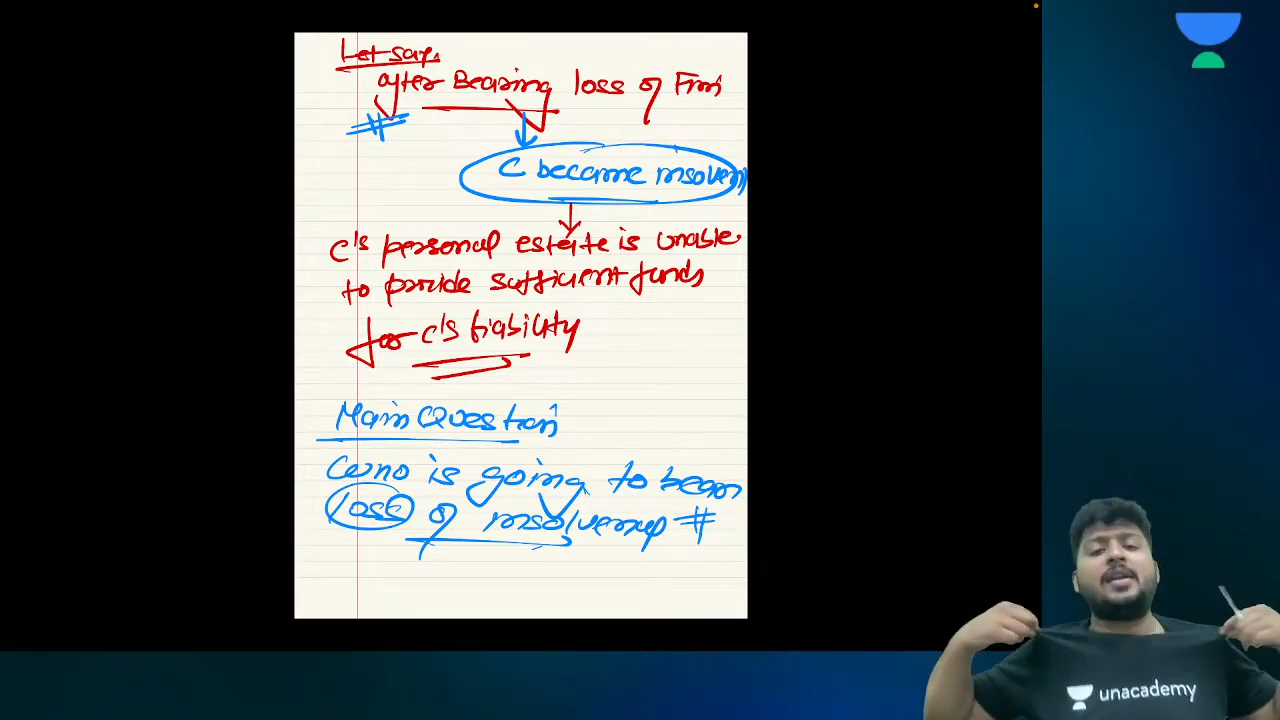 Let say,
after Bearing loss of Firm
C became insolvent
C's personal estate is unable
to provide sufficient funds
for C's liability
Main Question
who is going to bear
loss of insolvency #
unacademy